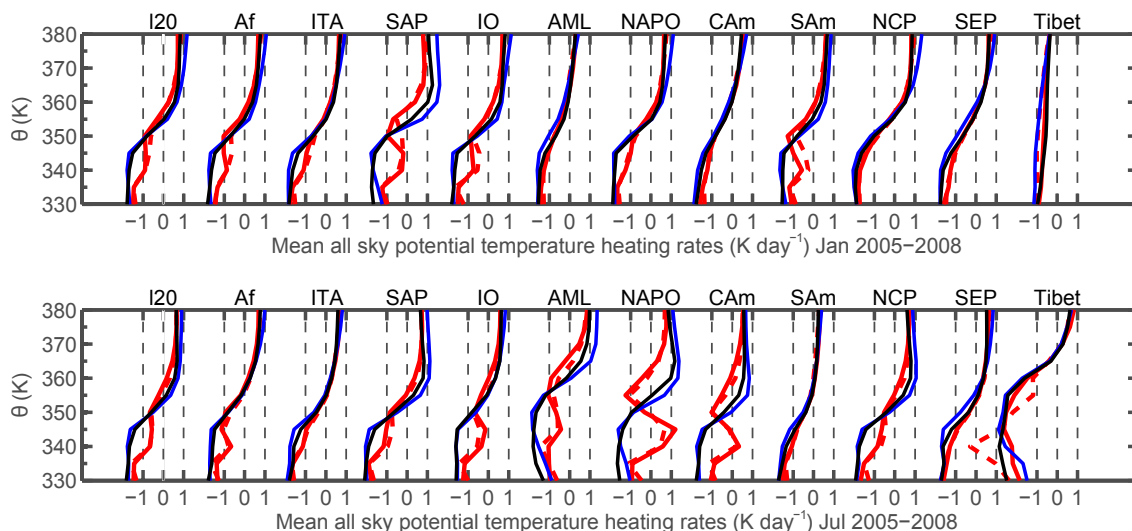 I20 Af ITA SAP IO AML NAPO CAm SAm NCP SEP Tibet
380
370
360
350
340
330
θ (K)
−1 0 1 −1 0 1 −1 0 1 −1 0 1 −1 0 1 −1 0 1 −1 0 1 −1 0 1 −1 0 1 −1 0 1 −1 0 1 −1 0 1
Mean all sky potential temperature heating rates (K day⁻¹) Jan 2005−2008
I20 Af ITA SAP IO AML NAPO CAm SAm NCP SEP Tibet
380
370
360
350
340
330
θ (K)
−1 0 1 −1 0 1 −1 0 1 −1 0 1 −1 0 1 −1 0 1 −1 0 1 −1 0 1 −1 0 1 −1 0 1 −1 0 1 −1 0 1
Mean all sky potential temperature heating rates (K day⁻¹) Jul 2005−2008